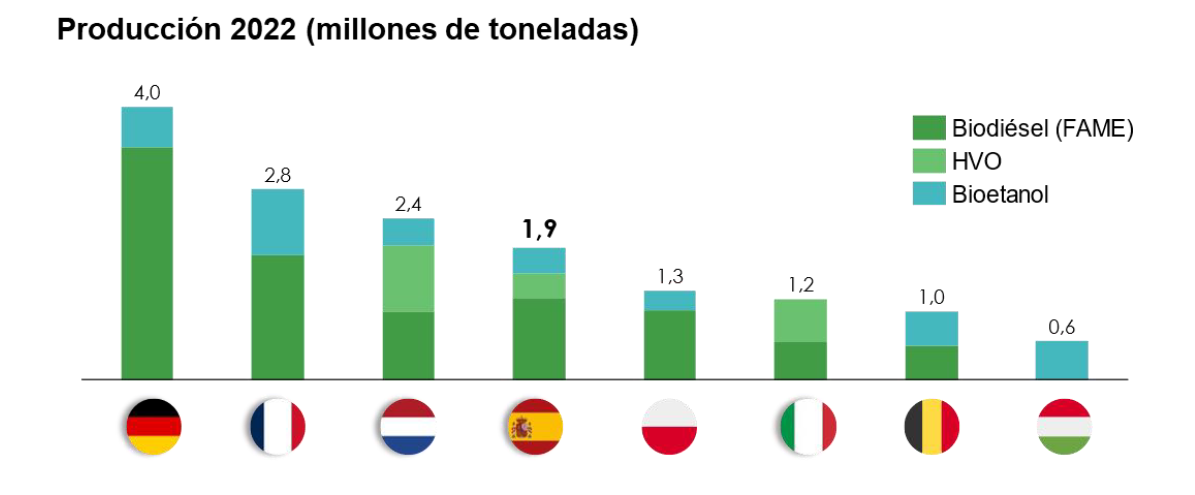 Producción 2022 (millones de toneladas)
4,0
2,8
2,4
1,9
1,3
1,2
1,0
0,6
Biodiésel (FAME)
HVO
Bioetanol